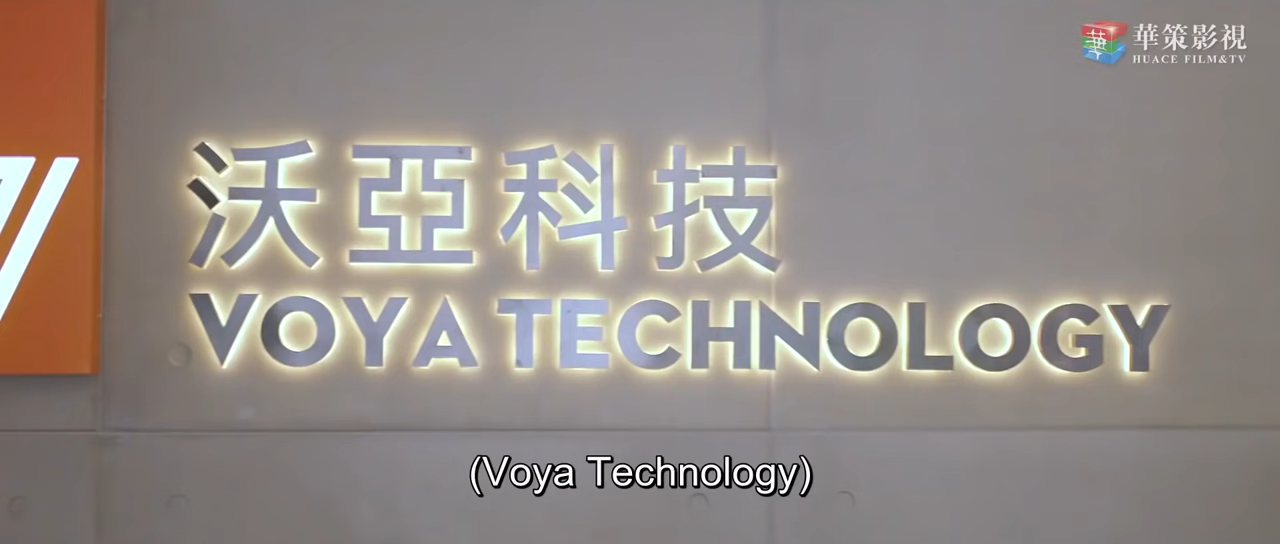 華策影視
HUACE FILM&TV
沃亞科技
VOYA TECHNOLOGY
(Voya Technology)